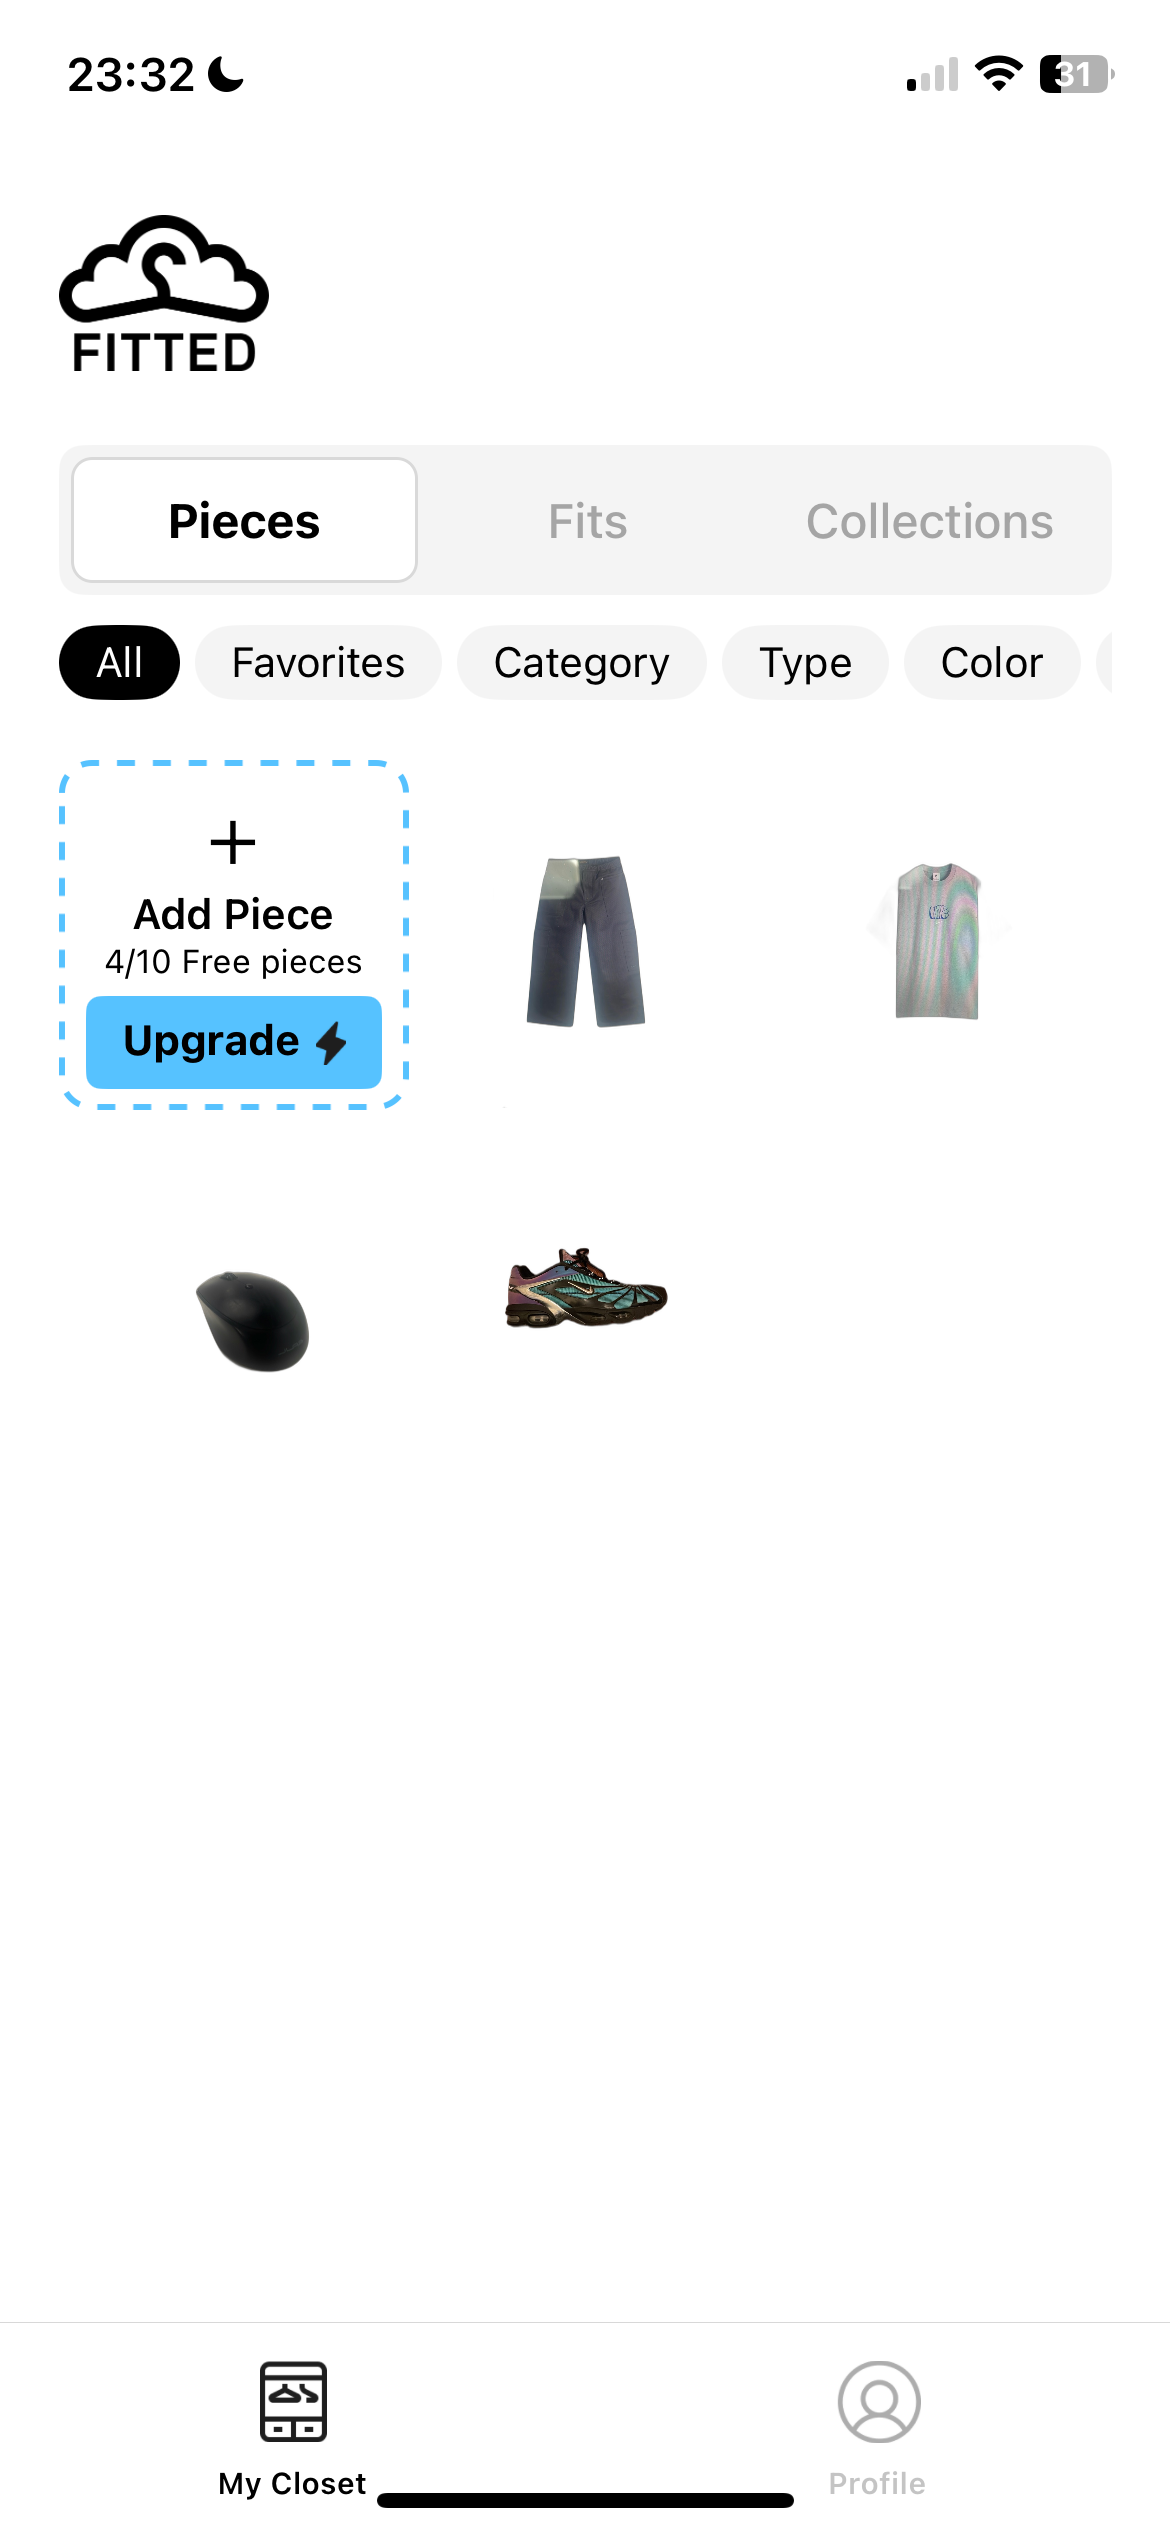 23:32
31
FITTED
Pieces
Fits
Collections
All
Favorites
Category
Type
Color
Add Piece
4/10 Free pieces
Upgrade
My Closet
Profile